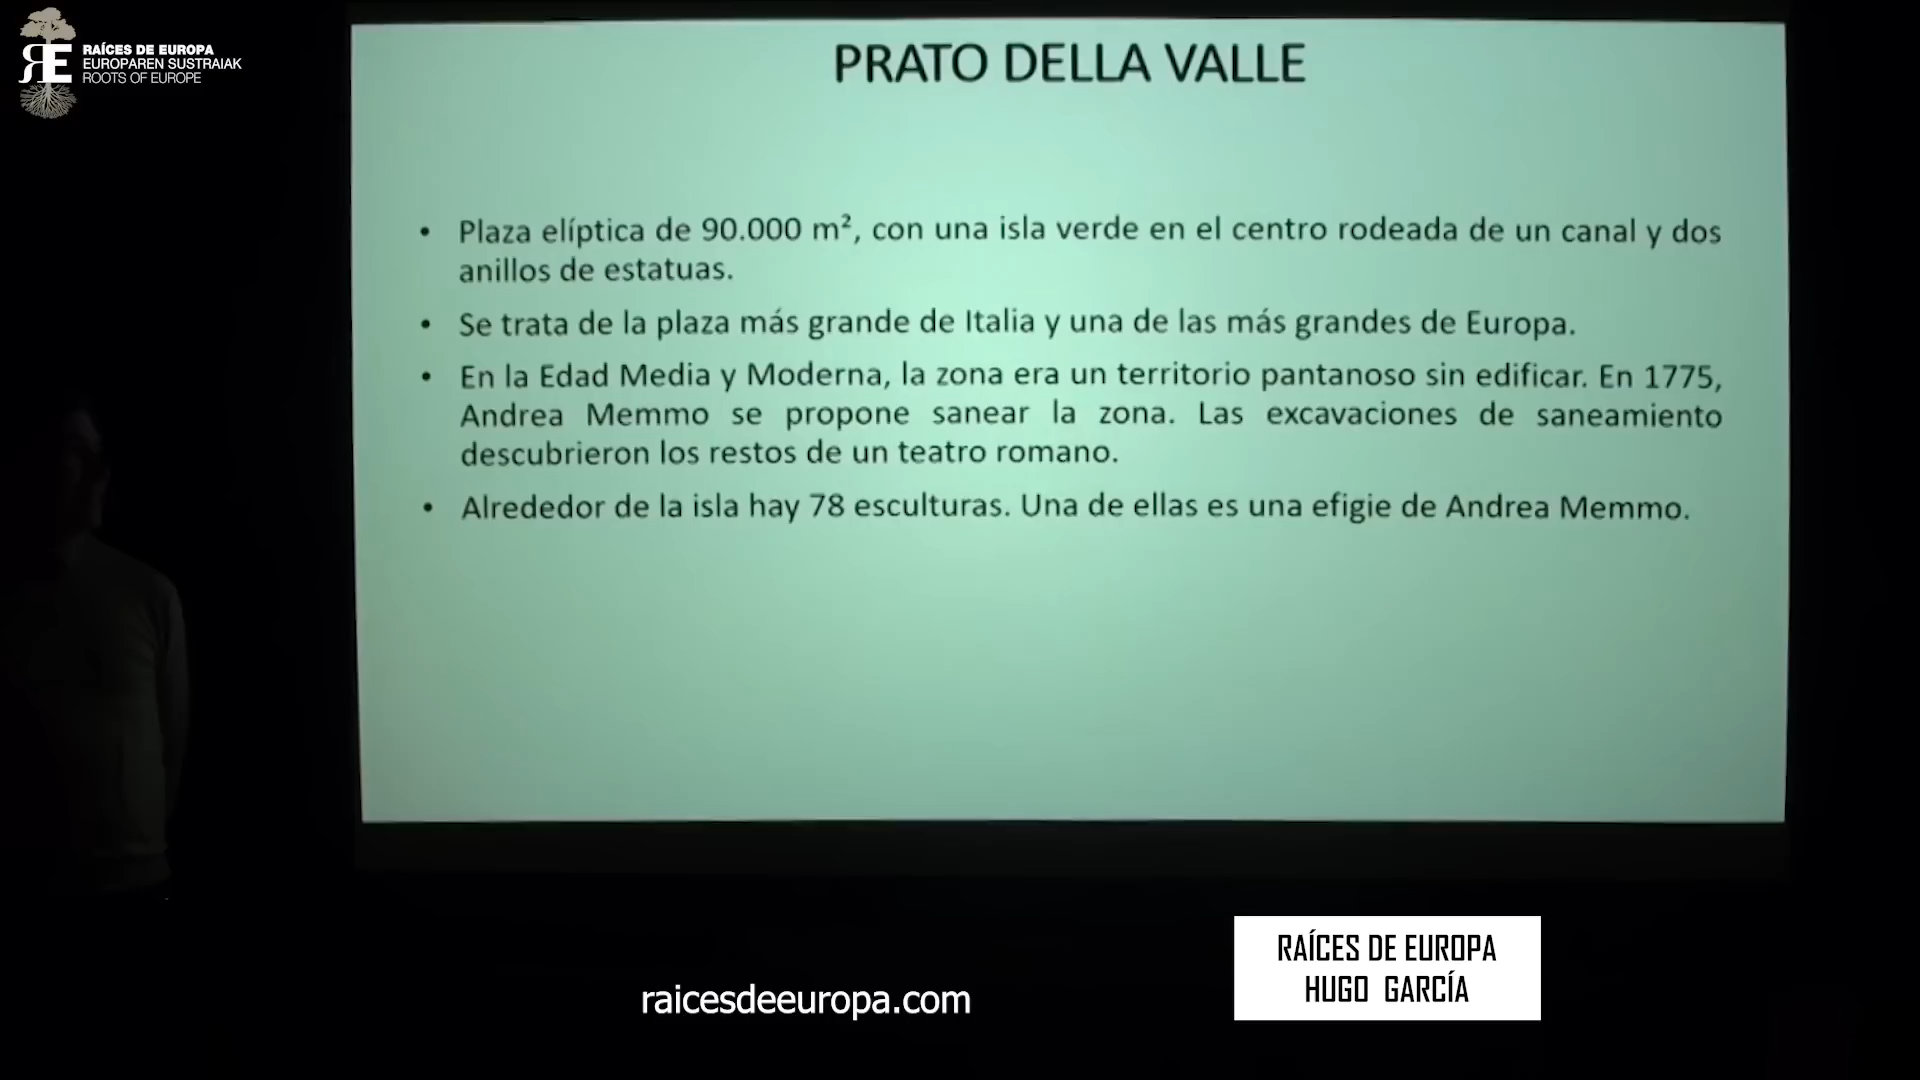 RAÍCES DE EUROPA
EUROPAREN SUSTRAIAK
ROOTS OF EUROPE
PRATO DELLA VALLE
• Plaza elíptica de 90.000 m², con una isla verde en el centro rodeada de un canal y dos
anillos de estatuas.
• Se trata de la plaza más grande de Italia y una de las más grandes de Europa.
• En la Edad Media y Moderna, la zona era un territorio pantanoso sin edificar. En 1775,
Andrea Memmo se propone sanear la zona. Las excavaciones de saneamiento
descubrieron los restos de un teatro romano.
• Alrededor de la isla hay 78 esculturas. Una de ellas es una efigie de Andrea Memmo.
RAÍCES DE EUROPA
HUGO GARCÍA
raicesdeeuropa.com